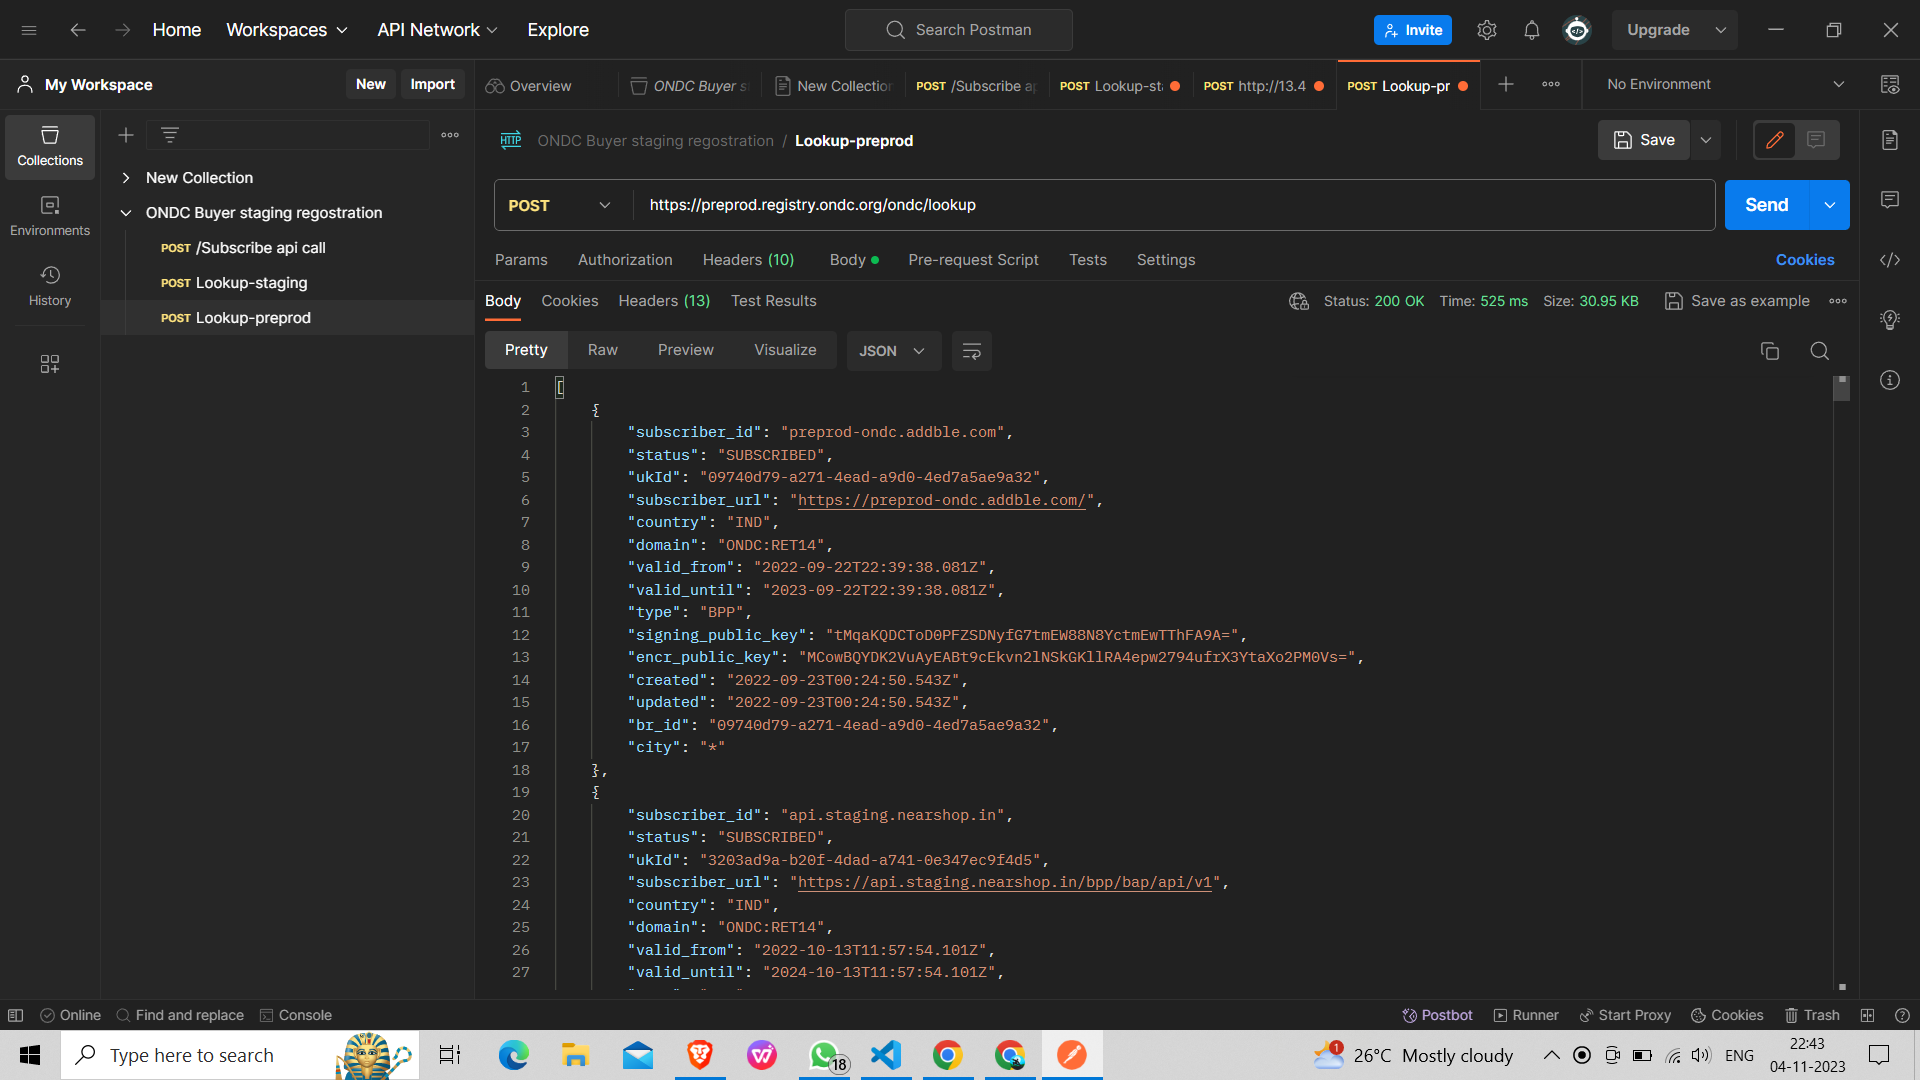 Home
Workspaces
API Network
Explore
Search Postman
Invite
Upgrade
My Workspace
New
Import
Overview
ONDC Buyer s
New Collection
POST /Subscribe a
POST Lookup-st
POST http://13.4
POST Lookup-pr
No Environment
Collections
Environments
History
New Collection
ONDC Buyer staging regostration
POST /Subscribe api call
POST Lookup-staging
POST Lookup-preprod
HTTP ONDC Buyer staging regostration / Lookup-preprod
Save
POST
https://preprod.registry.ondc.org/ondc/lookup
Send
Params
Authorization
Headers (10)
Body
Pre-request Script
Tests
Settings
Cookies
Body
Cookies
Headers (13)
Test Results
Status: 200 OK
Time: 525 ms
Size: 30.95 KB
Save as example
Pretty
Raw
Preview
Visualize
JSON
1 [
2 {
3 "subscriber_id": "preprod-ondc.addble.com",
4 "status": "SUBSCRIBED",
5 "ukId": "09740d79-a271-4ead-a9d0-4ed7a5ae9a32",
6 "subscriber_url": "https://preprod-ondc.addble.com/",
7 "country": "IND",
8 "domain": "ONDC:RET14",
9 "valid_from": "2022-09-22T22:39:38.081Z",
10 "valid_until": "2023-09-22T22:39:38.081Z",
11 "type": "BPP",
12 "signing_public_key": "tMqaKQDCToD0PFZSDNyfG7tmEW88N8YctmEwTThFA9A=",
13 "encr_public_key": "MCowBQYDK2VuAyEABt9cEkvn2lNSkGKllRA4epw2794ufrX3YtaXo2PM0Vs=",
14 "created": "2022-09-23T00:24:50.543Z",
15 "updated": "2022-09-23T00:24:50.543Z",
16 "br_id": "09740d79-a271-4ead-a9d0-4ed7a5ae9a32",
17 "city": "*"
18 },
19 {
20 "subscriber_id": "api.staging.nearshop.in",
21 "status": "SUBSCRIBED",
22 "ukId": "3203ad9a-b20f-4dad-a741-0e347ec9f4d5",
23 "subscriber_url": "https://api.staging.nearshop.in/bpp/bap/api/v1",
24 "country": "IND",
25 "domain": "ONDC:RET14",
26 "valid_from": "2022-10-13T11:57:54.101Z",
27 "valid_until": "2024-10-13T11:57:54.101Z",
Online
Find and replace
Console
Postbot
Runner
Start Proxy
Cookies
Trash
Type here to search
18
1
26°C Mostly cloudy
ENG
22:43
04-11-2023